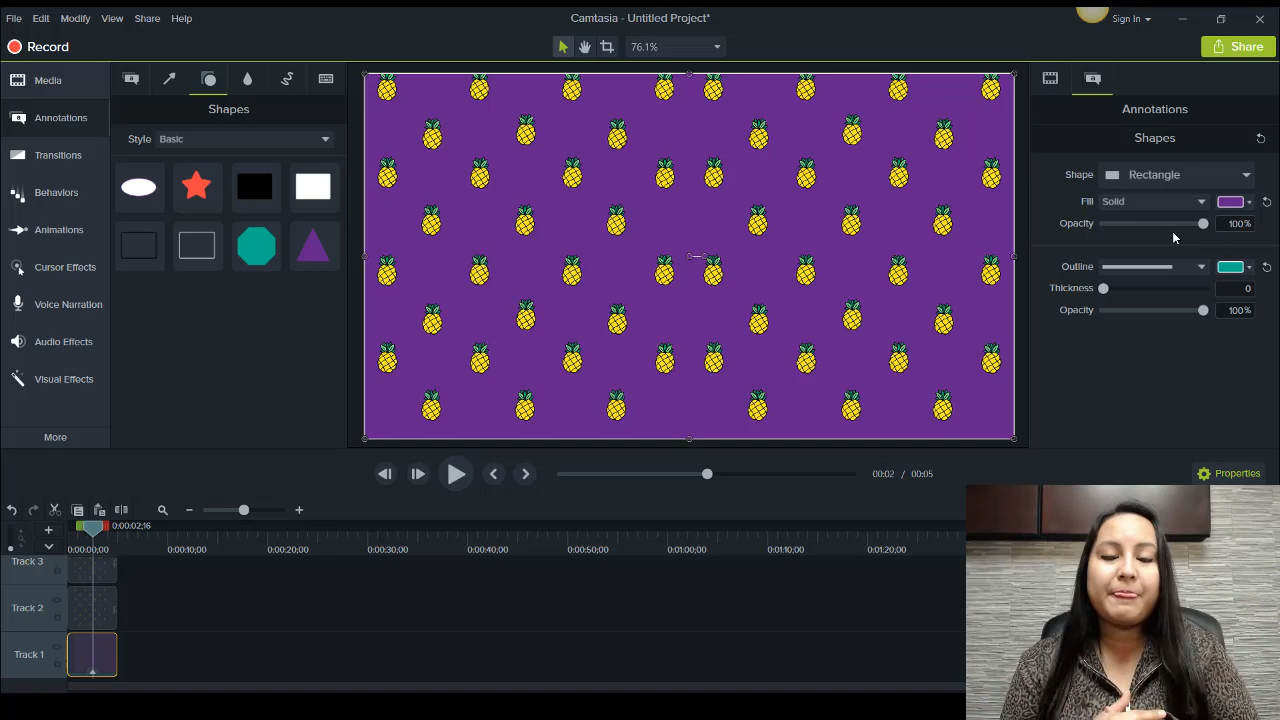 File Edit Modify View Share Help
Camtasia - Untitled Project*
Sign In
Record
76.1%
Share
Media
Annotations
Transitions
Behaviors
Animations
Cursor Effects
Voice Narration
Audio Effects
Visual Effects
More
Shapes
Style Basic
Annotations
Shapes
Shape Rectangle
Fill Solid
Opacity 100%
Outline
Thickness 0
Opacity 100%
00:02 / 00:05
Properties
0:00:02;16
0:00:00;00 0:00:10;00 0:00:20;00 0:00:30;00 0:00:40;00 0:00:50;00 0:01:00;00 0:01:10;00 0:01:20;00
Track 3
Track 2
Track 1